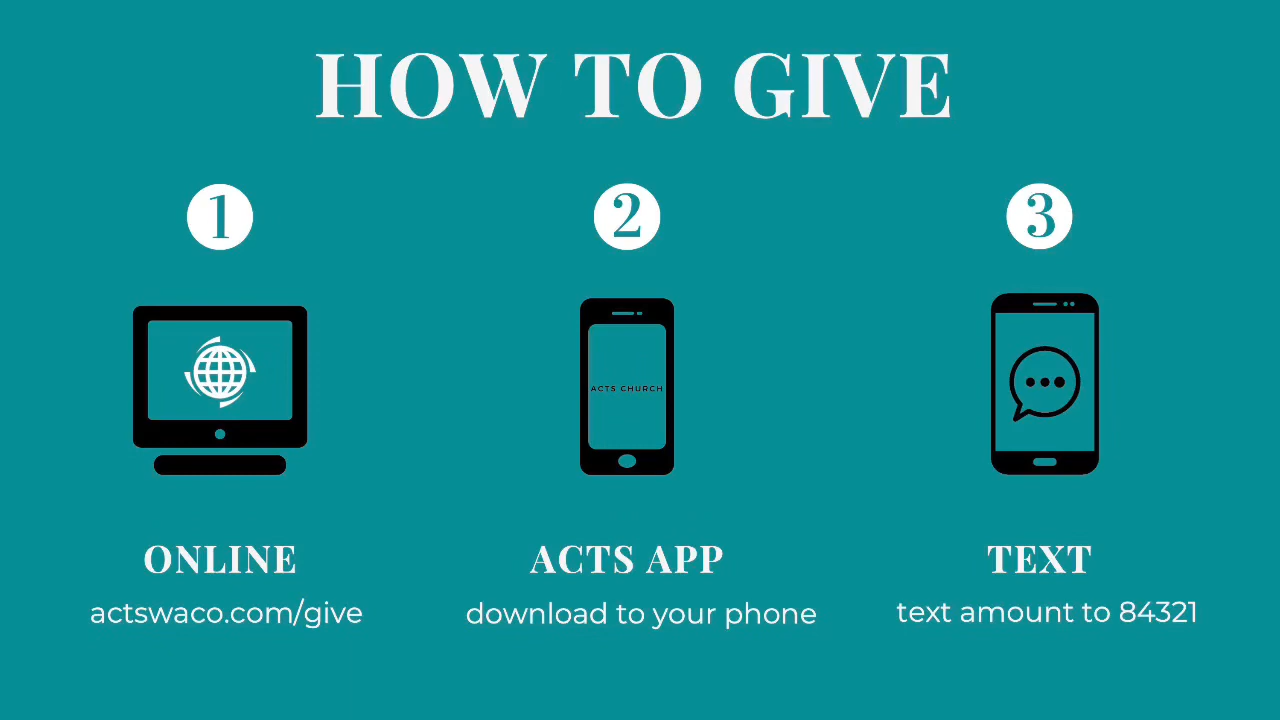 HOW TO GIVE
1
2
3
ACTS CHURCH
ONLINE
actswaco.com/give
ACTS APP
download to your phone
TEXT
text amount to 84321